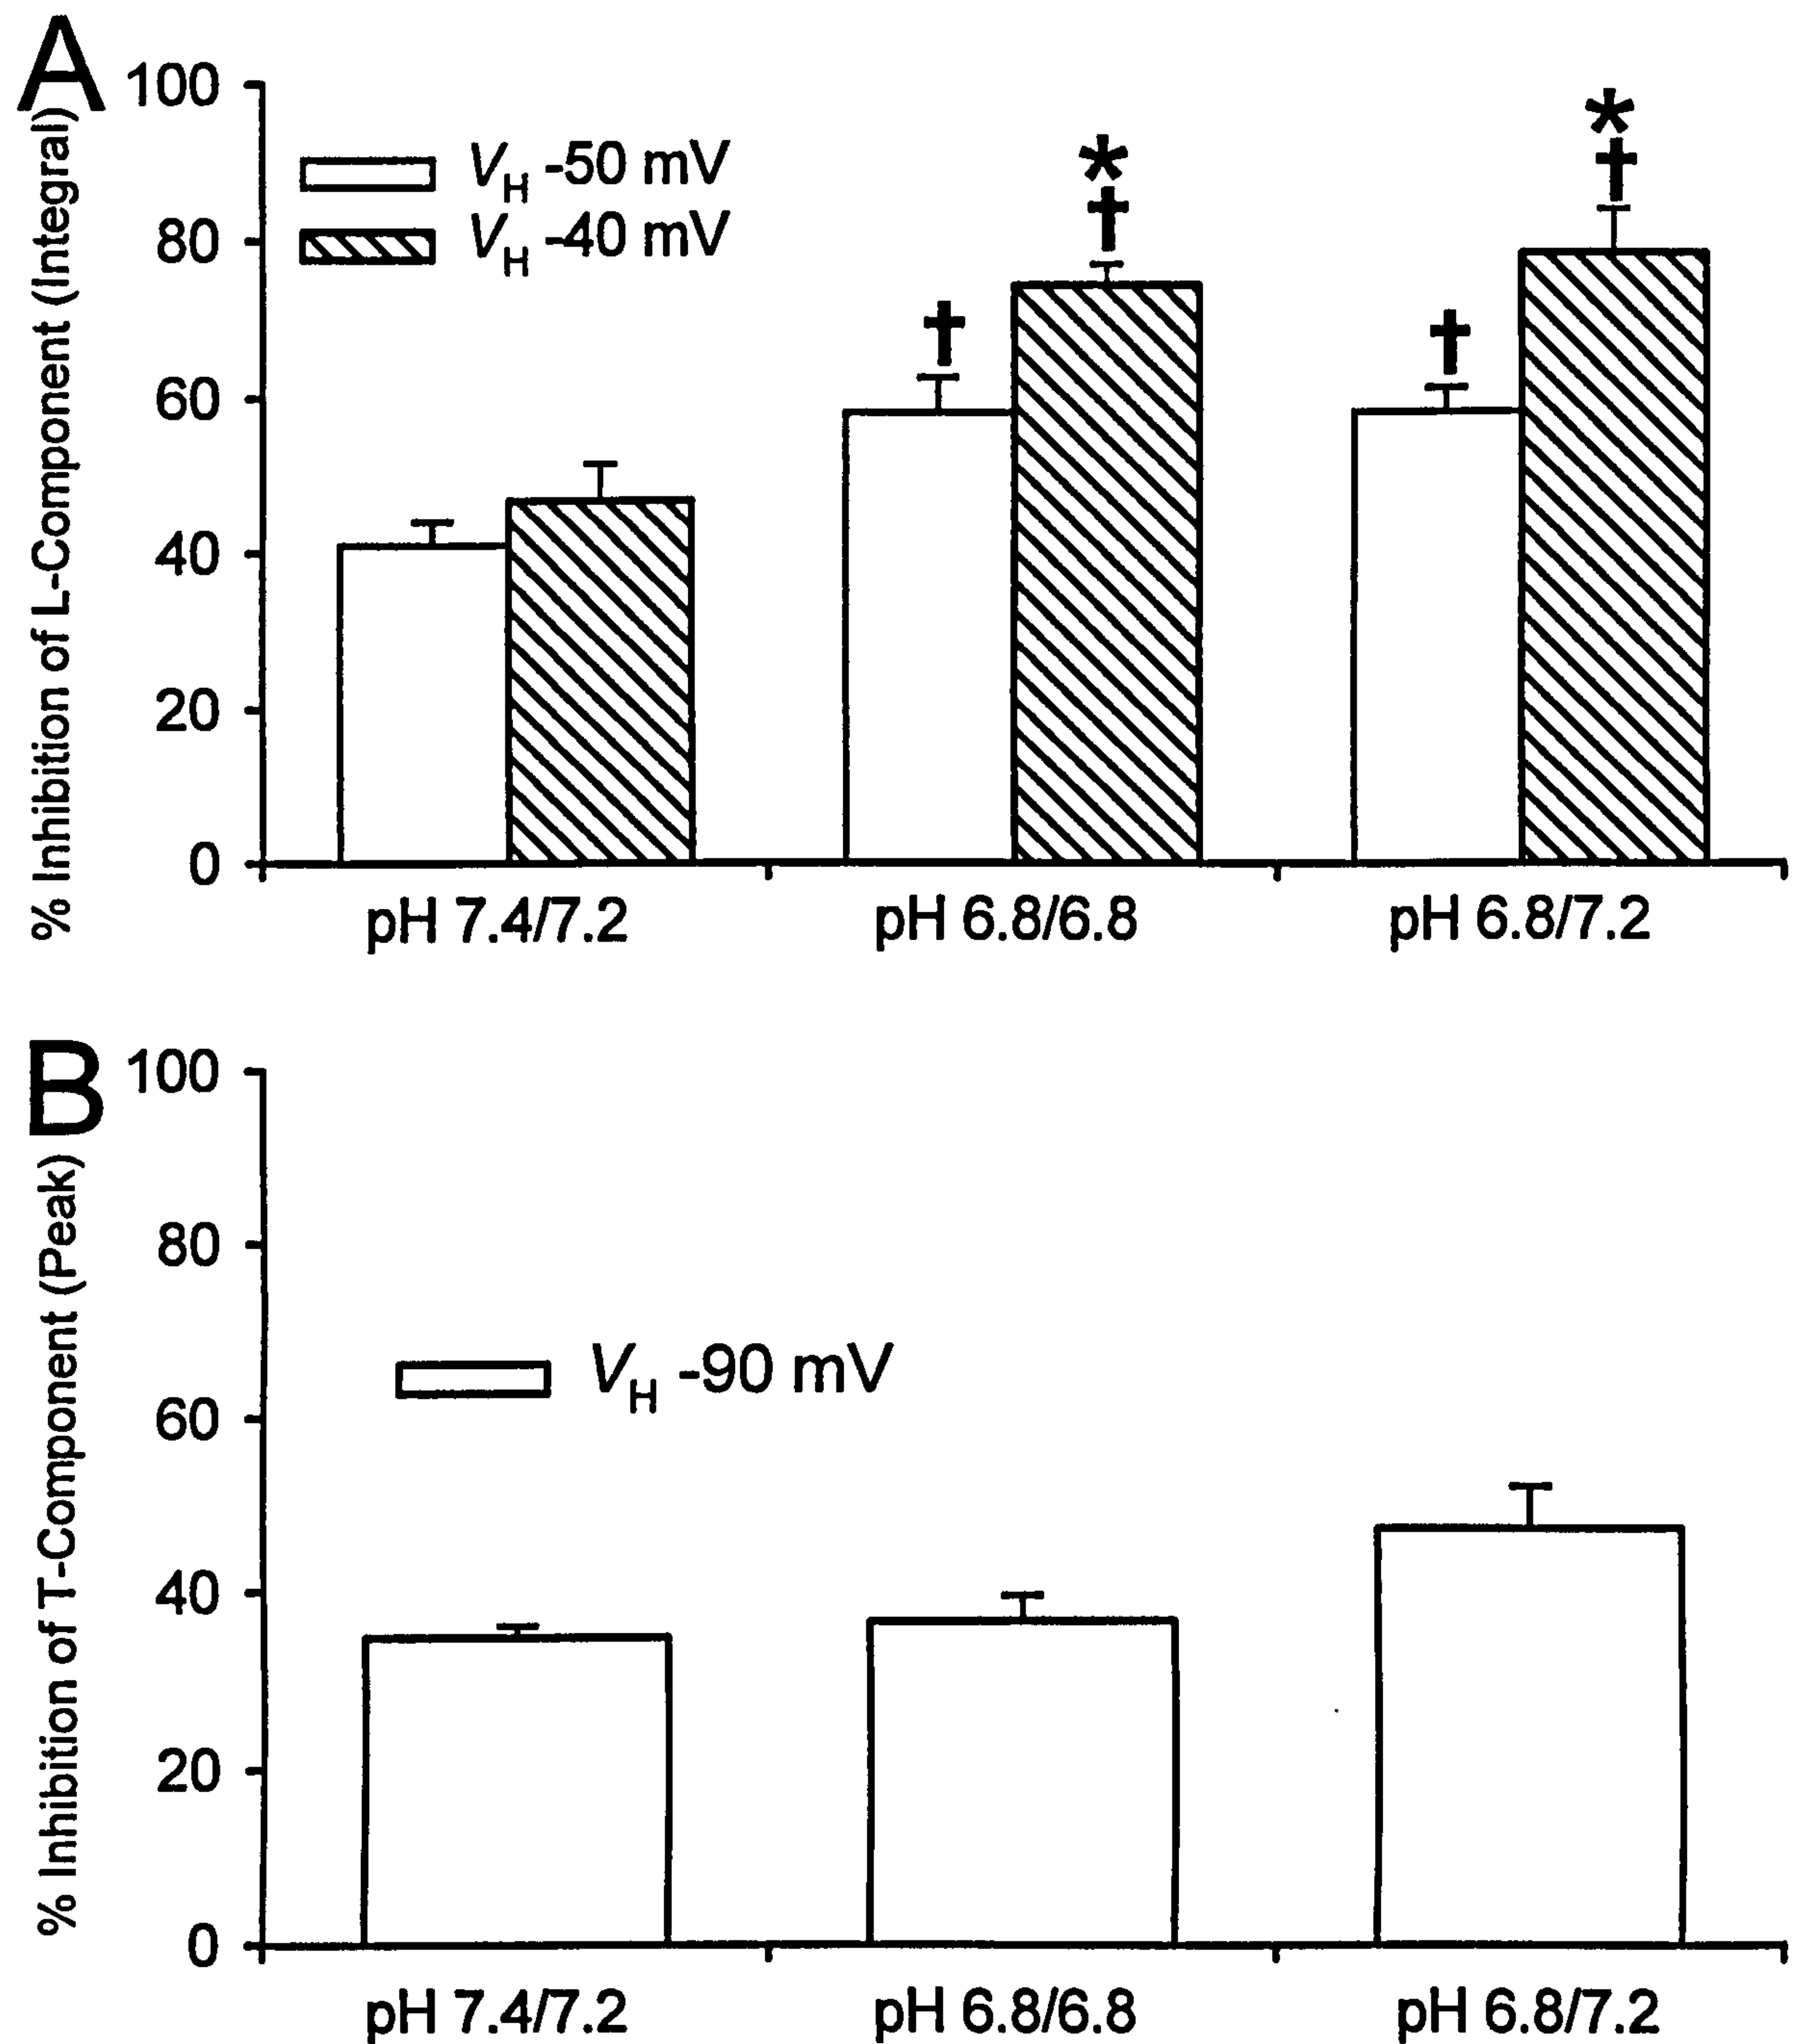 A
% Inhibition of L-Component (Integral)
100
80
60
40
20
0
VH -50 mV
VH -40 mV
*
†
*
†
†
†
pH 7.4/7.2
pH 6.8/6.8
pH 6.8/7.2
B
% Inhibition of T-Component (Peak)
100
80
60
40
20
0
VH -90 mV
pH 7.4/7.2
pH 6.8/6.8
pH 6.8/7.2